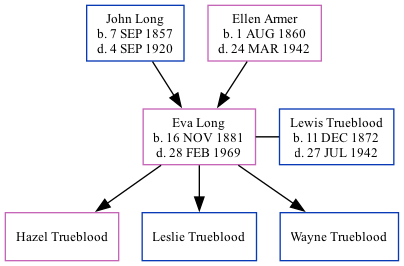 John Long
b. 7 SEP 1857
d. 4 SEP 1920
Ellen Armer
b. 1 AUG 1860
d. 24 MAR 1942
Eva Long
b. 16 NOV 1881
d. 28 FEB 1969
Lewis Trueblood
b. 11 DEC 1872
d. 27 JUL 1942
Hazel Trueblood
Leslie Trueblood
Wayne Trueblood